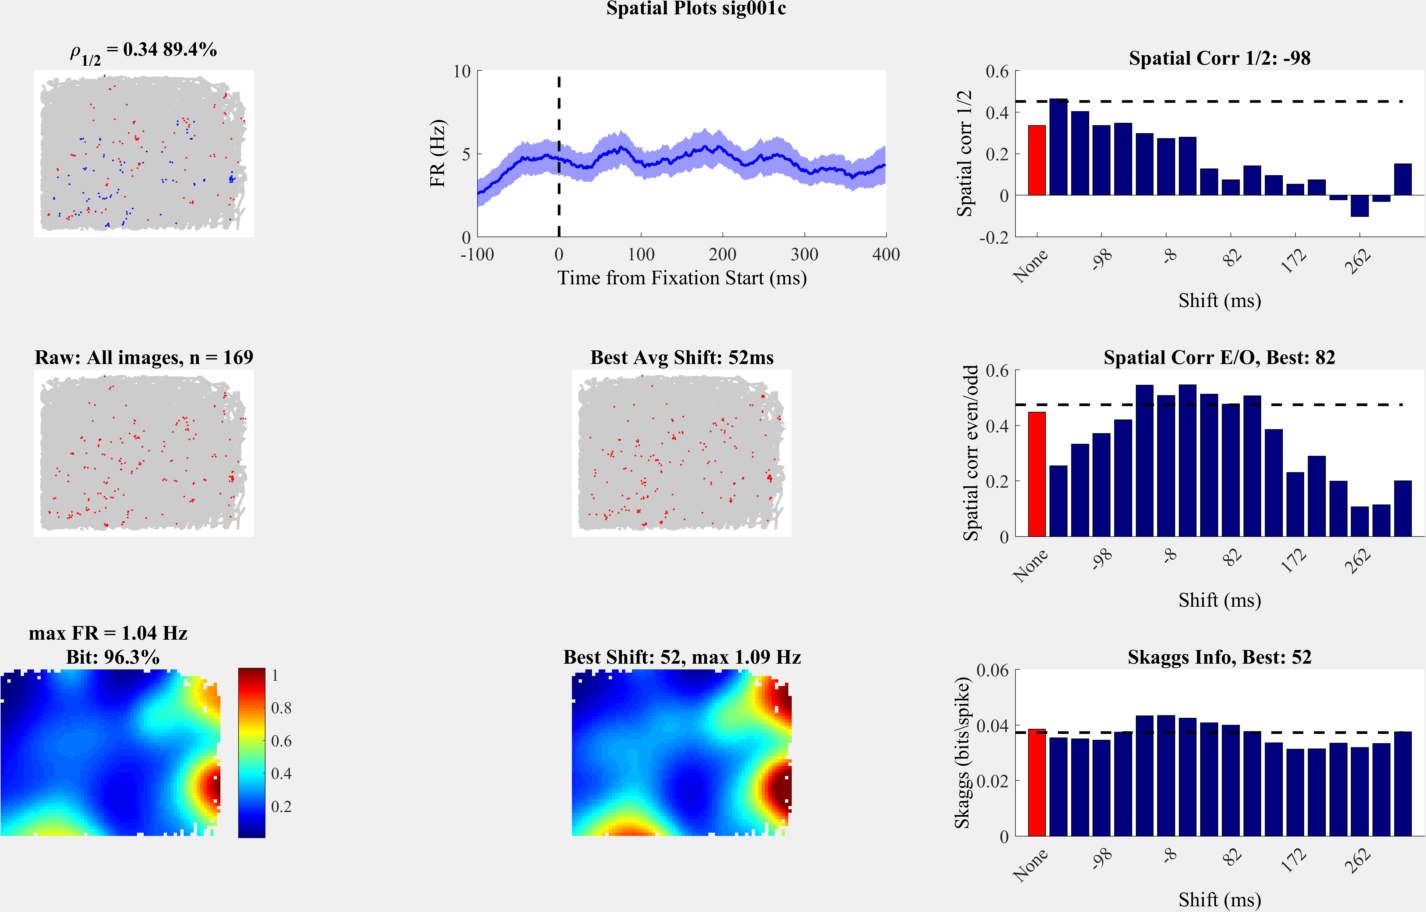 Spatial Plots sig001c
ρ1/2 = 0.34 89.4%
FR (Hz)
10
5
0
-100
0
100
200
300
400
Time from Fixation Start (ms)
Spatial Corr 1/2: -98
Spatial corr 1/2
0.6
0.4
0.2
0
-0.2
None
-98
-8
82
172
262
Shift (ms)
Raw: All images, n = 169
Best Avg Shift: 52ms
Spatial Corr E/O, Best: 82
Spatial corr even/odd
0.6
0.4
0.2
0
None
-98
-8
82
172
262
Shift (ms)
max FR = 1.04 Hz
Bit: 96.3%
1
0.8
0.6
0.4
0.2
Best Shift: 52, max 1.09 Hz
Skaggs Info, Best: 52
Skaggs (bits\spike)
0.06
0.04
0.02
0
None
-98
-8
82
172
262
Shift (ms)